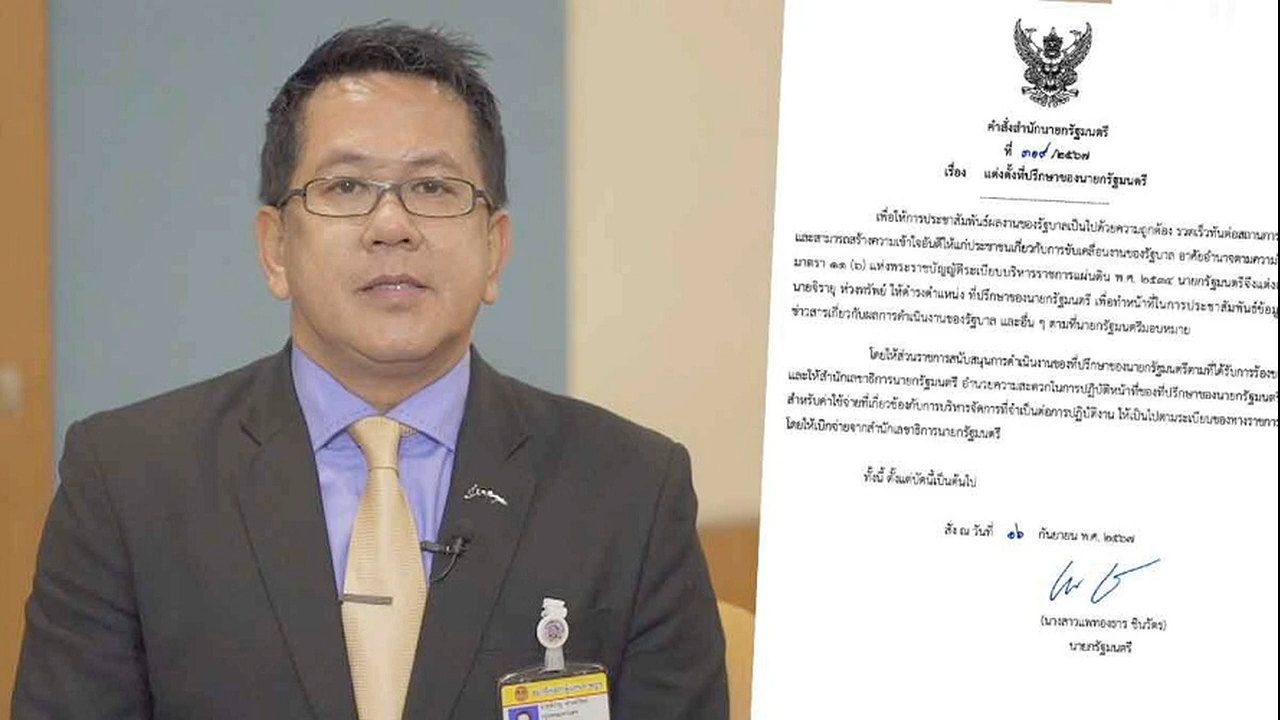 คำสั่งสำนักนายกรัฐมนตรี
ที่ ๓๑๙ /๒๕๖๗
เรื่อง แต่งตั้งที่ปรึกษาของนายกรัฐมนตรี
เพื่อให้การประชาสัมพันธ์ผลงานของรัฐบาลเป็นไปด้วยความถูกต้อง รวดเร็วทันต่อสถานการ
และสามารถสร้างความเข้าใจอันดีให้แก่ประชาชนเกี่ยวกับการขับเคลื่อนงานของรัฐบาล อาศัยอำนาจตามความ
มาตรา ๑๑ (๖) แห่งพระราชบัญญัติระเบียบบริหารราชการแผ่นดิน พ.ศ. ๒๕๓๔ นายกรัฐมนตรีจึงแต่ง
นายจิรายุ ห่วงทรัพย์ ให้ดำรงตำแหน่ง ที่ปรึกษาของนายกรัฐมนตรี เพื่อทำหน้าที่ในการประชาสัมพันธ์ข้อมู
ข่าวสารเกี่ยวกับผลการดำเนินงานของรัฐบาล และอื่น ๆ ตามที่นายกรัฐมนตรีมอบหมาย
โดยให้ส่วนราชการสนับสนุนการดำเนินงานของที่ปรึกษาของนายกรัฐมนตรีตามที่ได้รับการร้องข
และให้สำนักเลขาธิการนายกรัฐมนตรี อำนวยความสะดวกในการปฏิบัติหน้าที่ของที่ปรึกษาของนายกรัฐมนต
สำหรับค่าใช้จ่ายที่เกี่ยวข้องกับการบริหารจัดการที่จำเป็นต่อการปฏิบัติงาน ให้เป็นไปตามระเบียบของทางราชก
โดยให้เบิกจ่ายจากสำนักเลขาธิการนายกรัฐมนตรี
ทั้งนี้ ตั้งแต่บัดนี้เป็นต้นไป
สั่ง ณ วันที่ ๑๖ กันยายน พ.ศ. ๒๕๖๗
(นางสาวแพทองธาร ชินวัตร)
นายกรัฐมนตรี